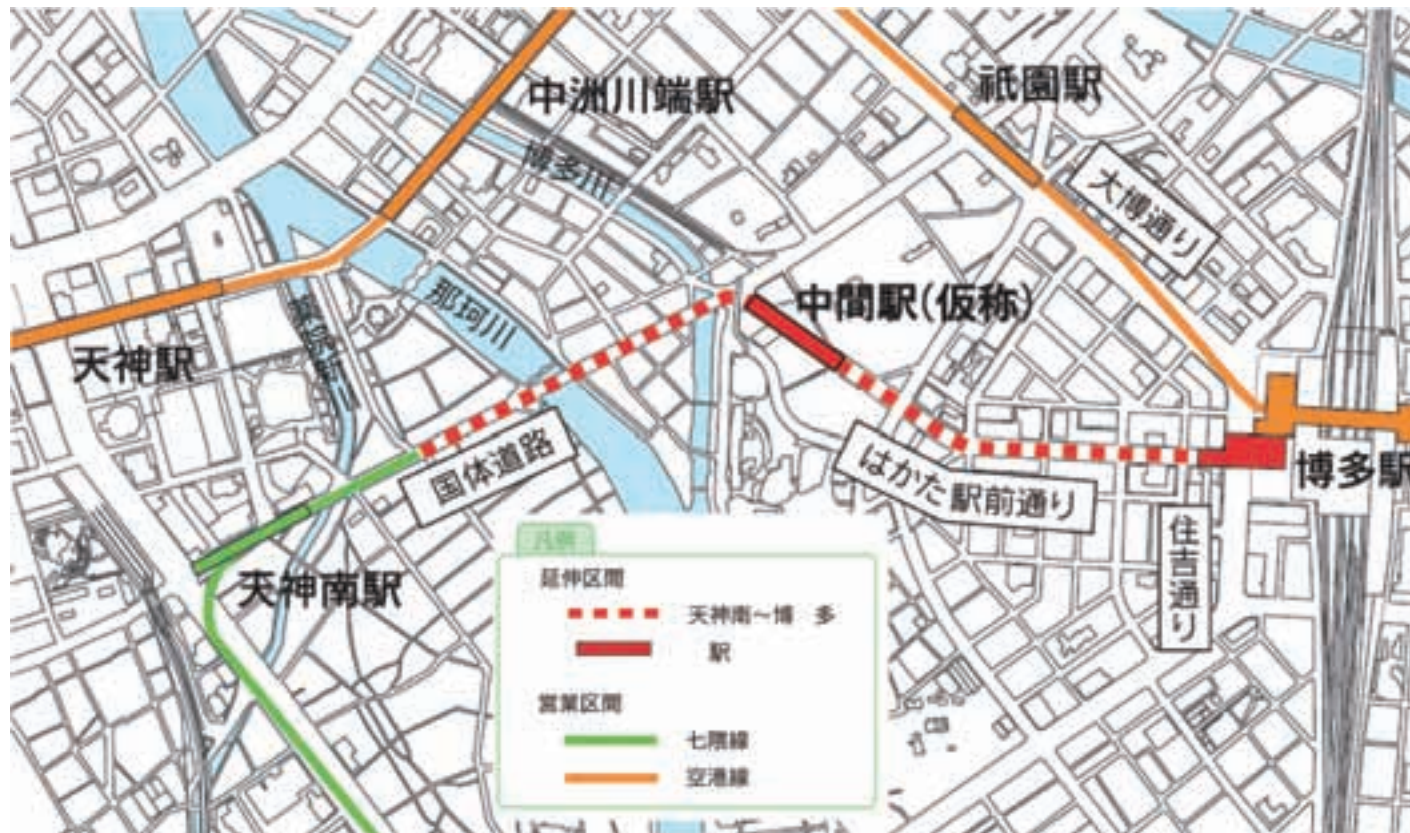 中洲川端駅
祇園駅
博多川
大博通り
那珂川
中間駅(仮称)
天神駅
国体道路
はかた駅前通り
博多駅
住吉通り
天神南駅
凡例
延伸区間
天神南～博　多
駅
営業区間
七隈線
空港線